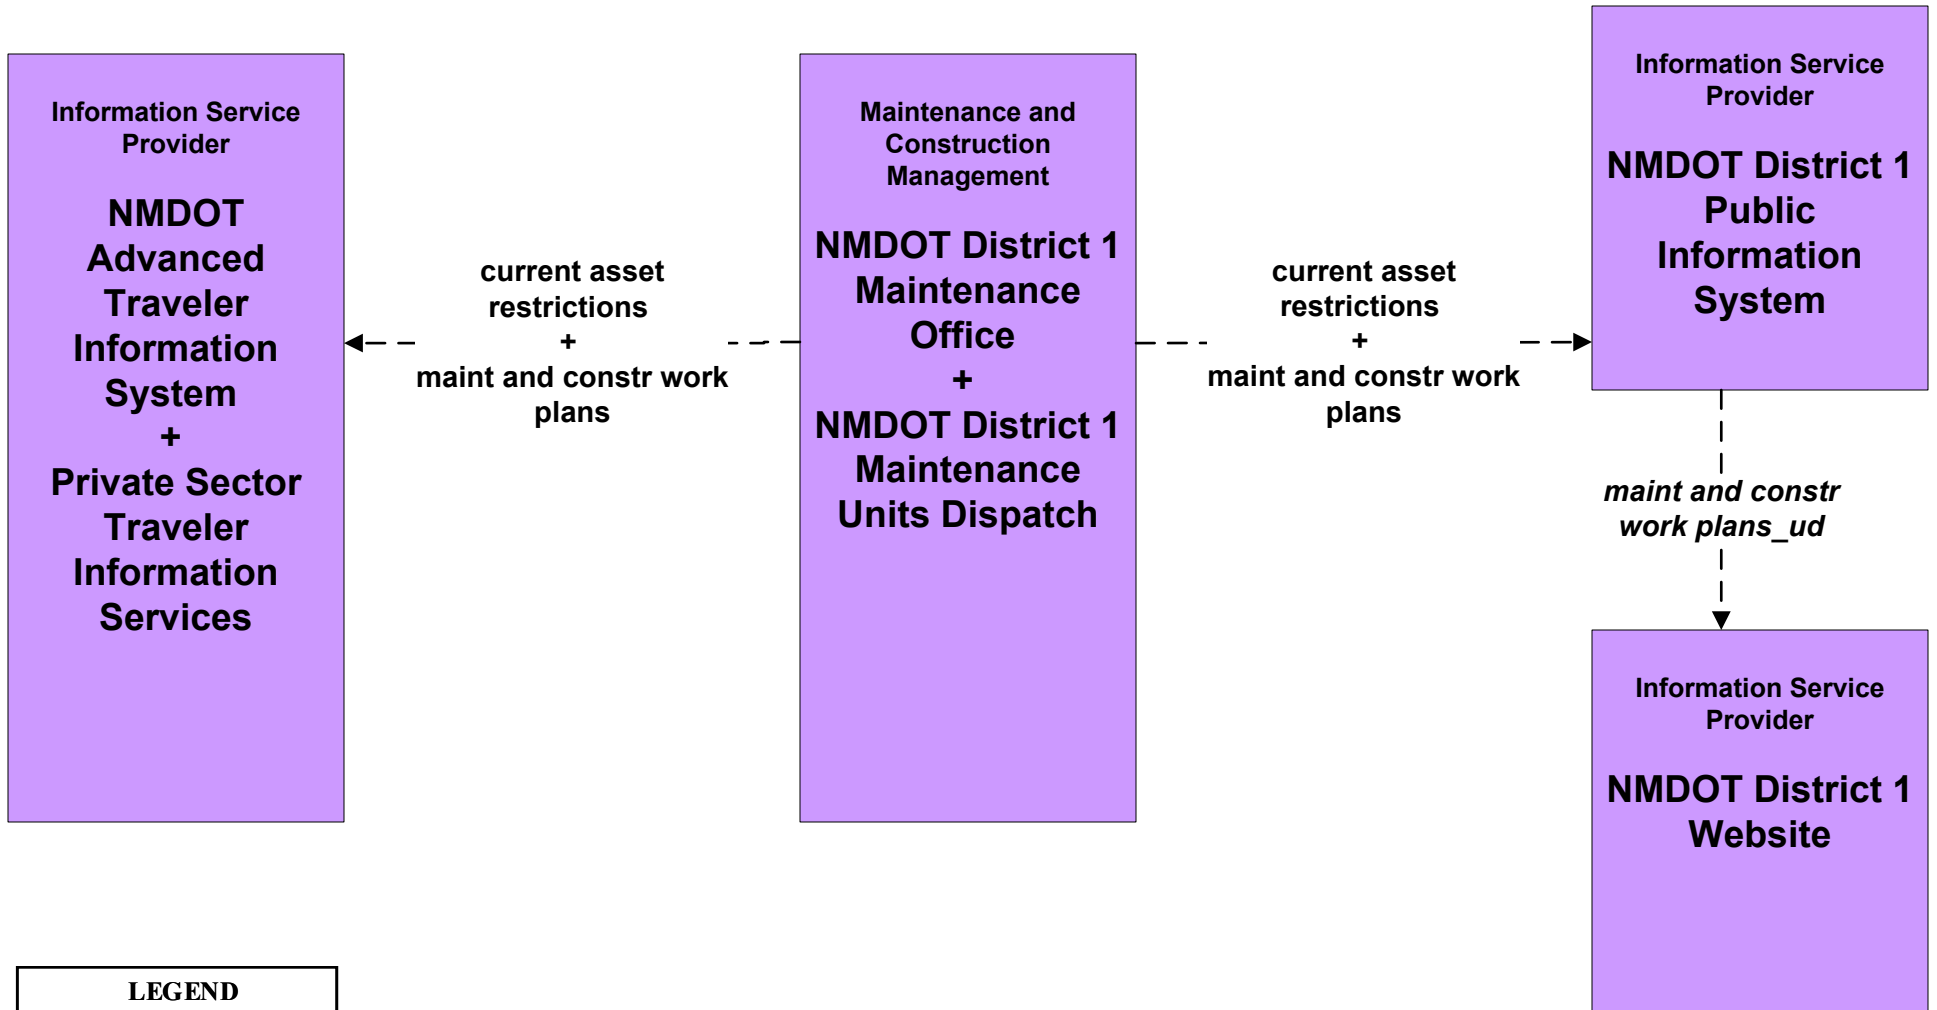 Information Service
Provider
NMDOT
Advanced
Traveler
Information
System
+
Private Sector
Traveler
Information
Services
current asset
restrictions
+
maint and constr work
plans
Maintenance and
Construction
Management
NMDOT District 1
Maintenance
Office
+
NMDOT District 1
Maintenance
Units Dispatch
current asset
restrictions
+
maint and constr work
plans
Information Service
Provider
NMDOT District 1
Public
Information
System
maint and constr
work plans_ud
Information Service
Provider
NMDOT District 1
Website
LEGEND